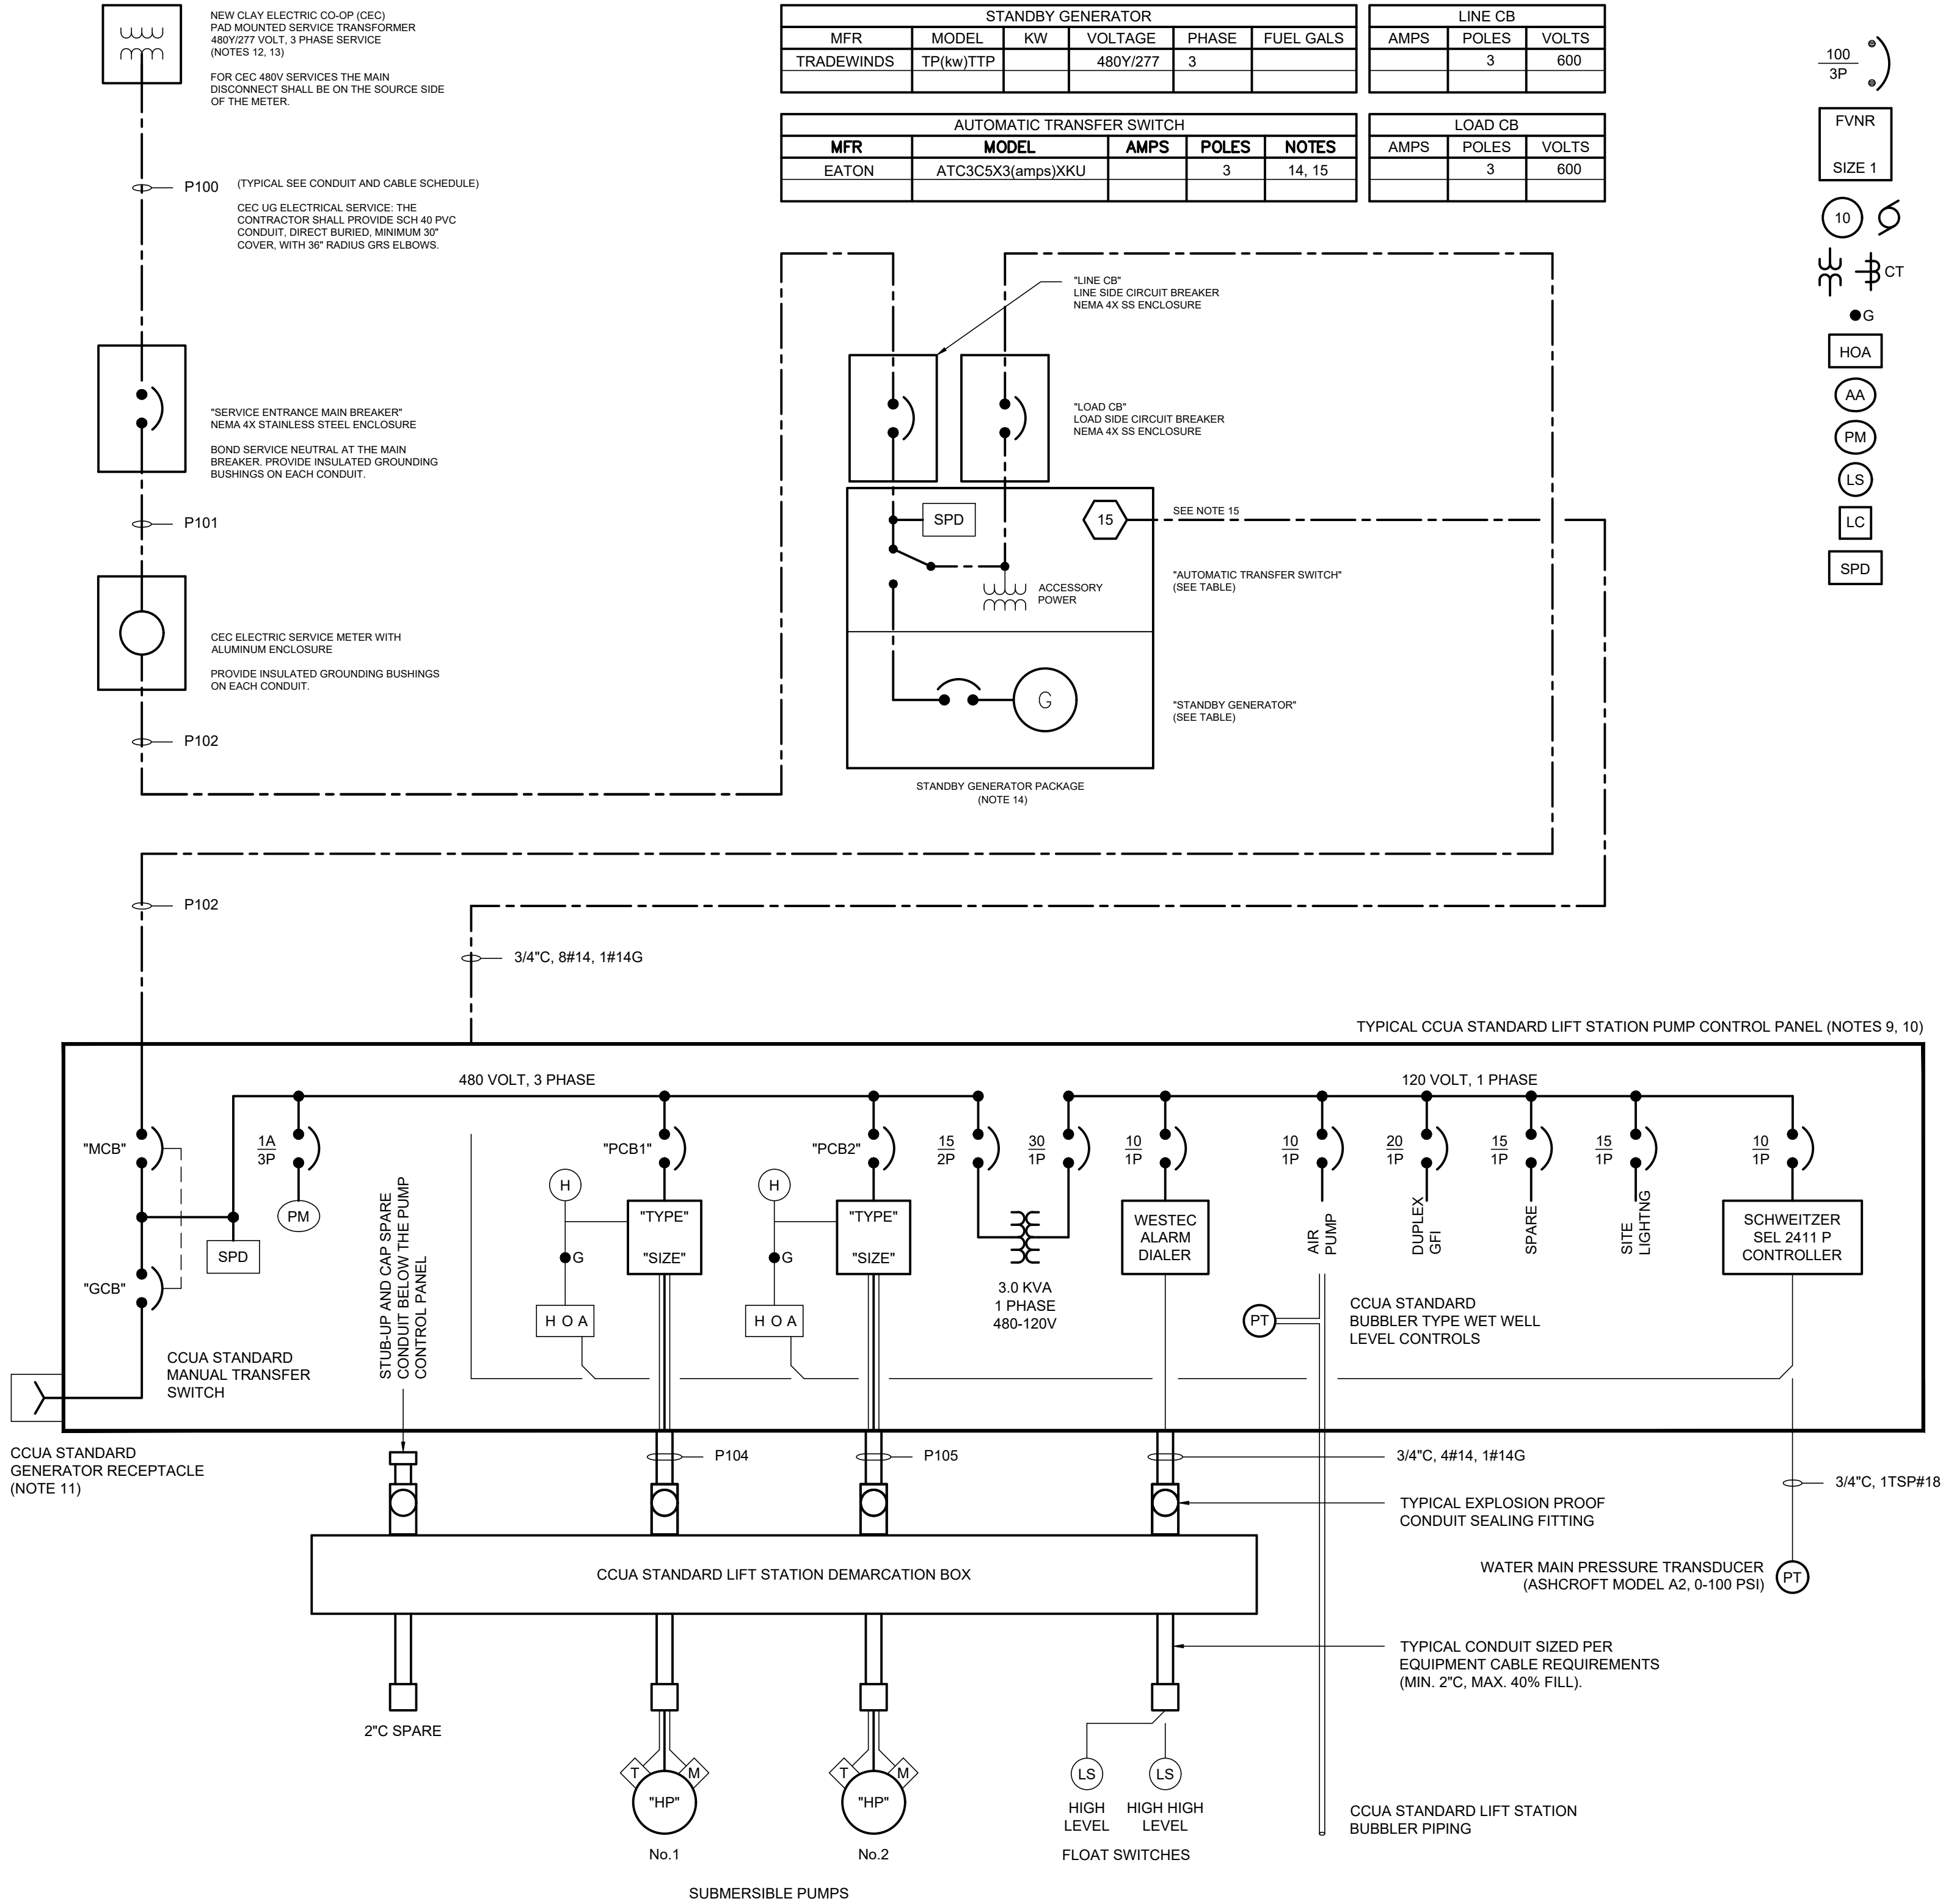 NEW CLAY ELECTRIC CO-OP (CEC)
PAD MOUNTED SERVICE TRANSFORMER
480Y/277 VOLT, 3 PHASE SERVICE
(NOTES 12, 13)
FOR CEC 480V SERVICES THE MAIN
DISCONNECT SHALL BE ON THE SOURCE SIDE
OF THE METER.
STANDBY GENERATOR
MFR MODEL KW VOLTAGE PHASE FUEL GALS
TRADEWINDS TP(kw)TTP 480Y/277 3
LINE CB
AMPS POLES VOLTS
3 600
AUTOMATIC TRANSFER SWITCH
MFR MODEL AMPS POLES NOTES
EATON ATC3C5X3(amps)XKU 3 14, 15
LOAD CB
AMPS POLES VOLTS
3 600
100
3P
FVNR
SIZE 1
10
CT
G
HOA
AA
PM
LS
LC
SPD
P100
(TYPICAL SEE CONDUIT AND CABLE SCHEDULE)
CEC UG ELECTRICAL SERVICE: THE
CONTRACTOR SHALL PROVIDE SCH 40 PVC
CONDUIT, DIRECT BURIED, MINIMUM 30"
COVER, WITH 36" RADIUS GRS ELBOWS.
"SERVICE ENTRANCE MAIN BREAKER"
NEMA 4X STAINLESS STEEL ENCLOSURE
BOND SERVICE NEUTRAL AT THE MAIN
BREAKER. PROVIDE INSULATED GROUNDING
BUSHINGS ON EACH CONDUIT.
P101
CEC ELECTRIC SERVICE METER WITH
ALUMINUM ENCLOSURE
PROVIDE INSULATED GROUNDING BUSHINGS
ON EACH CONDUIT.
P102
"LINE CB"
LINE SIDE CIRCUIT BREAKER
NEMA 4X SS ENCLOSURE
"LOAD CB"
LOAD SIDE CIRCUIT BREAKER
NEMA 4X SS ENCLOSURE
SPD
15
SEE NOTE 15
ACCESSORY
POWER
"AUTOMATIC TRANSFER SWITCH"
(SEE TABLE)
G
"STANDBY GENERATOR"
(SEE TABLE)
STANDBY GENERATOR PACKAGE
(NOTE 14)
P102
3/4"C, 8#14, 1#14G
TYPICAL CCUA STANDARD LIFT STATION PUMP CONTROL PANEL (NOTES 9, 10)
480 VOLT, 3 PHASE
120 VOLT, 1 PHASE
"MCB"
1A
3P
"PCB1"
"PCB2"
15
2P
30
1P
10
1P
10
1P
20
1P
15
1P
15
1P
10
1P
"GCB"
SPD
PM
STUB-UP AND CAP SPARE
CONDUIT BELOW THE PUMP
CONTROL PANEL
H
"TYPE"
"SIZE"
G
H O A
H
"TYPE"
"SIZE"
G
H O A
3.0 KVA
1 PHASE
480-120V
WESTEC
ALARM
DIALER
AIR
PUMP
DUPLEX
GFI
SPARE
SITE
LIGHTNG
SCHWEITZER
SEL 2411 P
CONTROLLER
PT
CCUA STANDARD
BUBBLER TYPE WET WELL
LEVEL CONTROLS
CCUA STANDARD
MANUAL TRANSFER
SWITCH
CCUA STANDARD
GENERATOR RECEPTACLE
(NOTE 11)
P104
P105
3/4"C, 4#14, 1#14G
3/4"C, 1TSP#18
TYPICAL EXPLOSION PROOF
CONDUIT SEALING FITTING
CCUA STANDARD LIFT STATION DEMARCATION BOX
WATER MAIN PRESSURE TRANSDUCER
(ASHCROFT MODEL A2, 0-100 PSI)
PT
TYPICAL CONDUIT SIZED PER
EQUIPMENT CABLE REQUIREMENTS
(MIN. 2"C, MAX. 40% FILL).
2"C SPARE
T
M
"HP"
No.1
T
M
"HP"
No.2
LS
LS
HIGH
LEVEL
HIGH HIGH
LEVEL
FLOAT SWITCHES
CCUA STANDARD LIFT STATION
BUBBLER PIPING
SUBMERSIBLE PUMPS